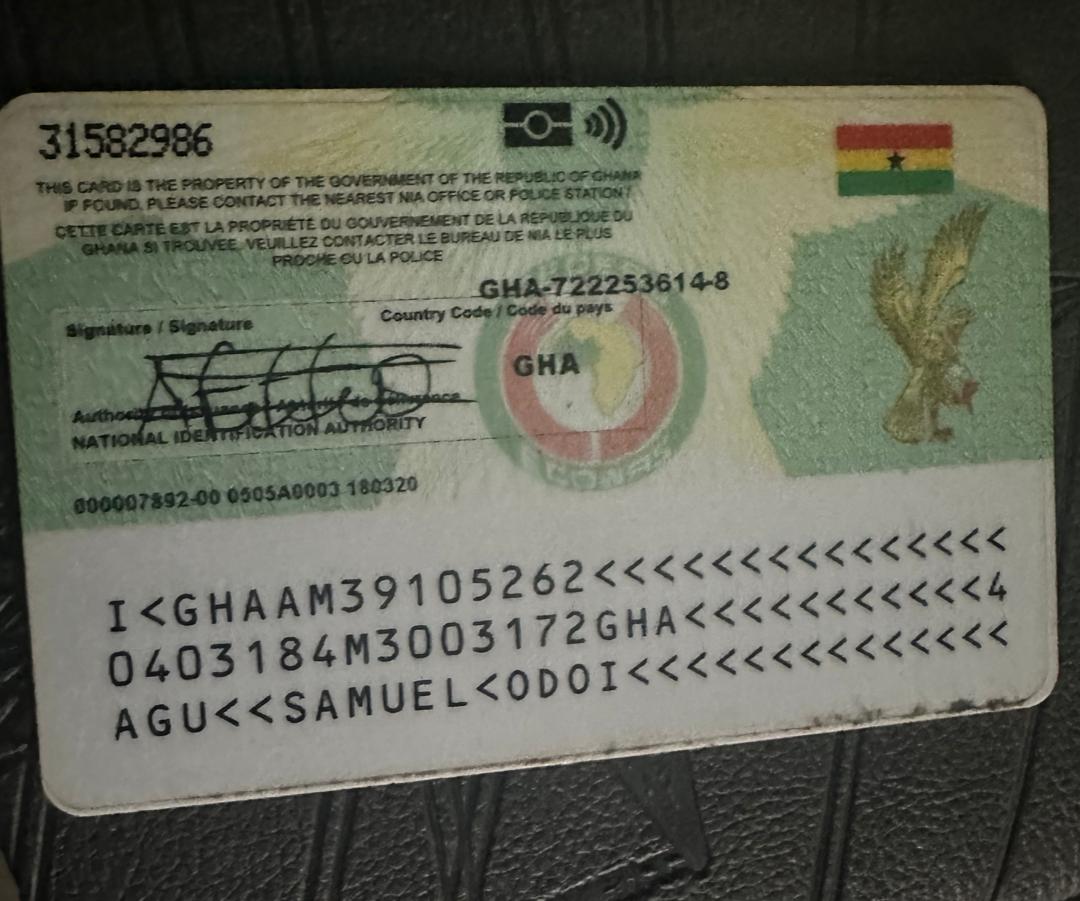 31582986
THIS CARD IS THE PROPERTY OF THE GOVERNMENT OF THE REPUBLIC OF GHANA
IF FOUND, PLEASE CONTACT THE NEAREST NIA OFFICE OR POLICE STATION /
CETTE CARTE EST LA PROPRIÉTÉ DU GOUVERNEMENT DE LA RÉPUBLIQUE DU
GHANA SI TROUVÉE, VEUILLEZ CONTACTER LE BUREAU DE NIA LE PLUS
PROCHE OU LA POLICE
GHA-722253614-8
Signature / Signature
Country Code / Code du pays
GHA
NATIONAL IDENTIFICATION AUTHORITY
000007892-00 0505A0003 180320
I<GHAAM39105262<<<<<<<<<<<<<<<
0403184M3003172GHA<<<<<<<<<<<4
AGU<<SAMUEL<ODOI<<<<<<<<<<<<<<